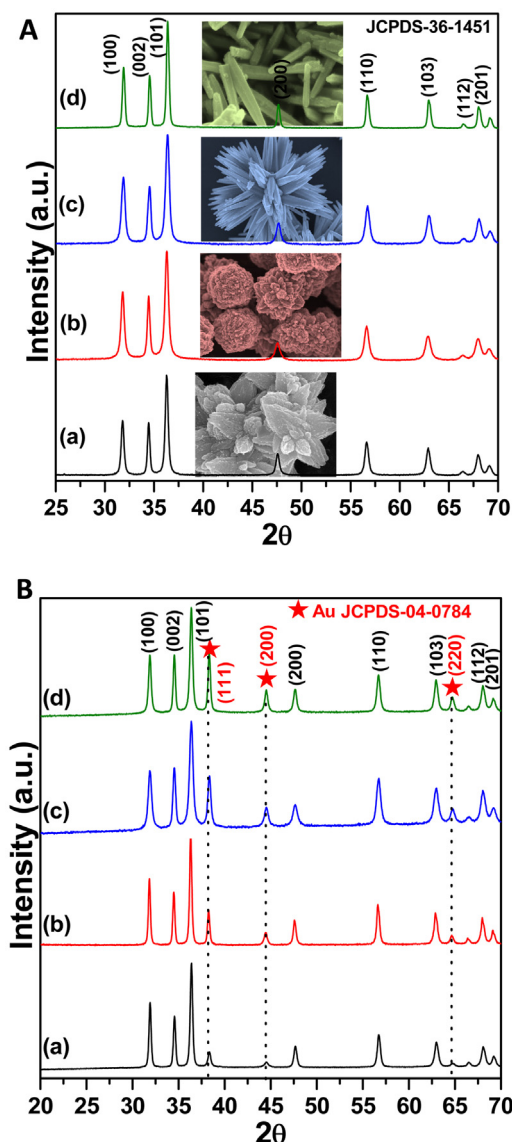 A
JCPDS-36-1451
(100)
(002)
(101)
(200)
(110)
(103)
(112)
(201)
(d)
(c)
(b)
(a)
Intensity (a.u.)
25 30 35 40 45 50 55 60 65 70
2θ
B
★ Au JCPDS-04-0784
(100)
(002)
(101)
(111)
(200)
(200)
(110)
(103)
(220)
(112)
(201)
(d)
(c)
(b)
(a)
Intensity (a.u.)
20 25 30 35 40 45 50 55 60 65 70
2θ